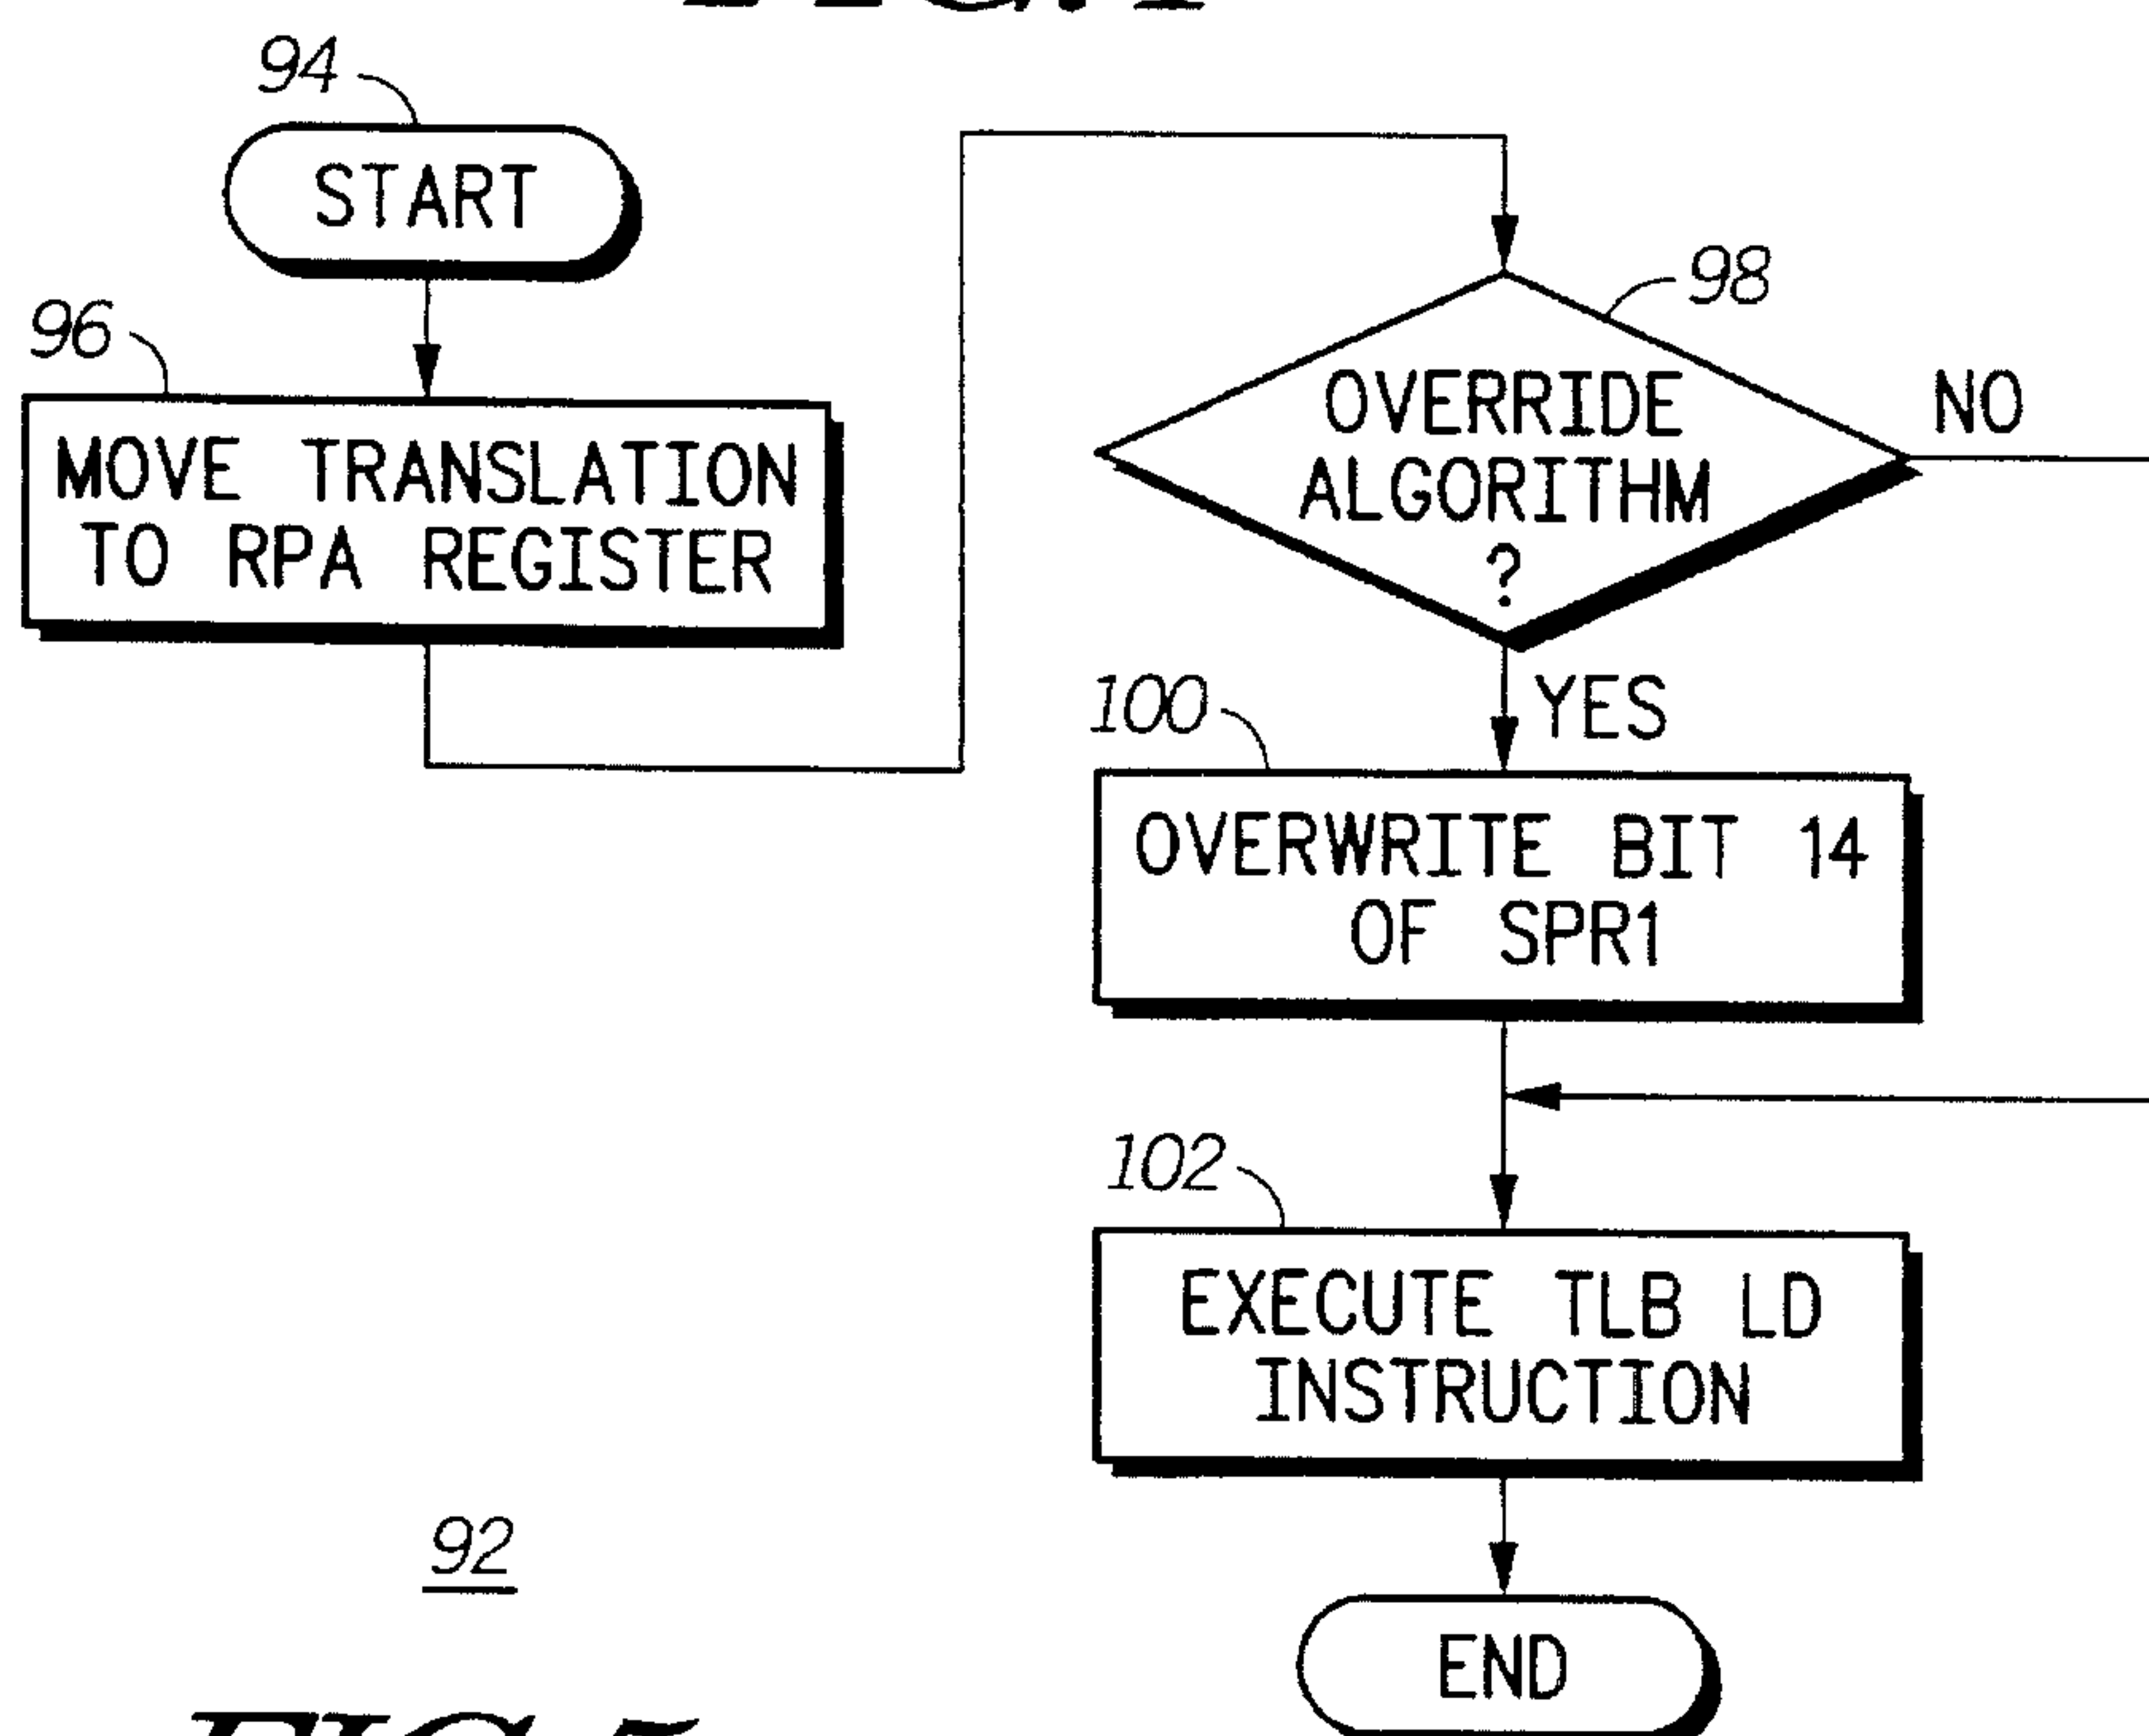 94
START
96
MOVE TRANSLATION
TO RPA REGISTER
98
OVERRIDE
ALGORITHM
?
NO
YES
100
OVERWRITE BIT 14
OF SPR1
102
EXECUTE TLB LD
INSTRUCTION
END
92